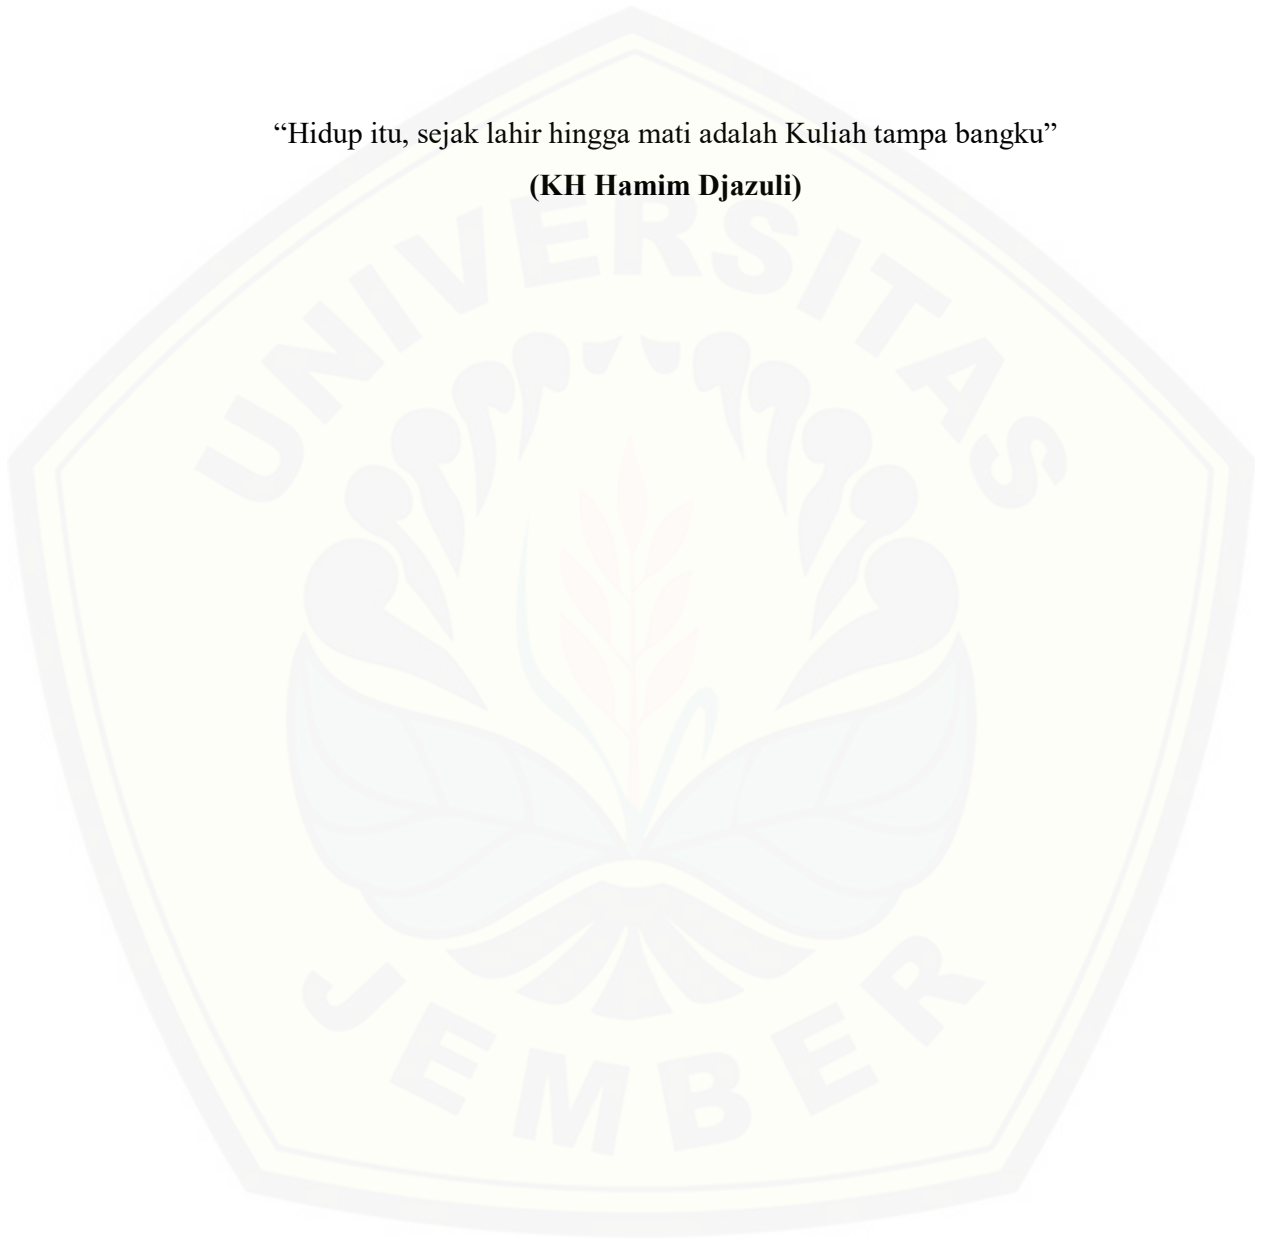 “Hidup itu, sejak lahir hingga mati adalah Kuliah tampa bangku”
(KH Hamim Djazuli)
UNIVERSITAS
JEMBER